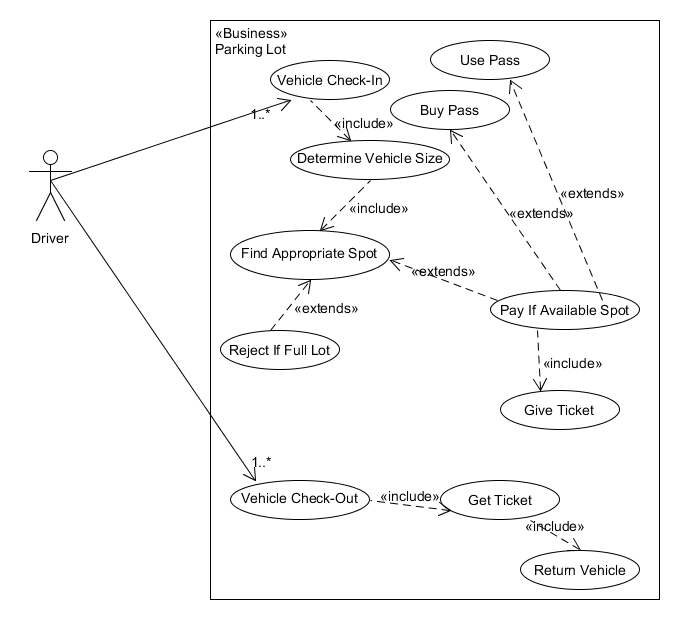 «Business»
Parking Lot
Use Pass
Vehicle Check-In
Buy Pass
1..*
«include»
Determine Vehicle Size
«extends»
«include»
«extends»
Driver
Find Appropriate Spot
«extends»
«extends»
Pay If Available Spot
Reject If Full Lot
«include»
Give Ticket
1..*
Vehicle Check-Out
«include»
Get Ticket
«include»
Return Vehicle